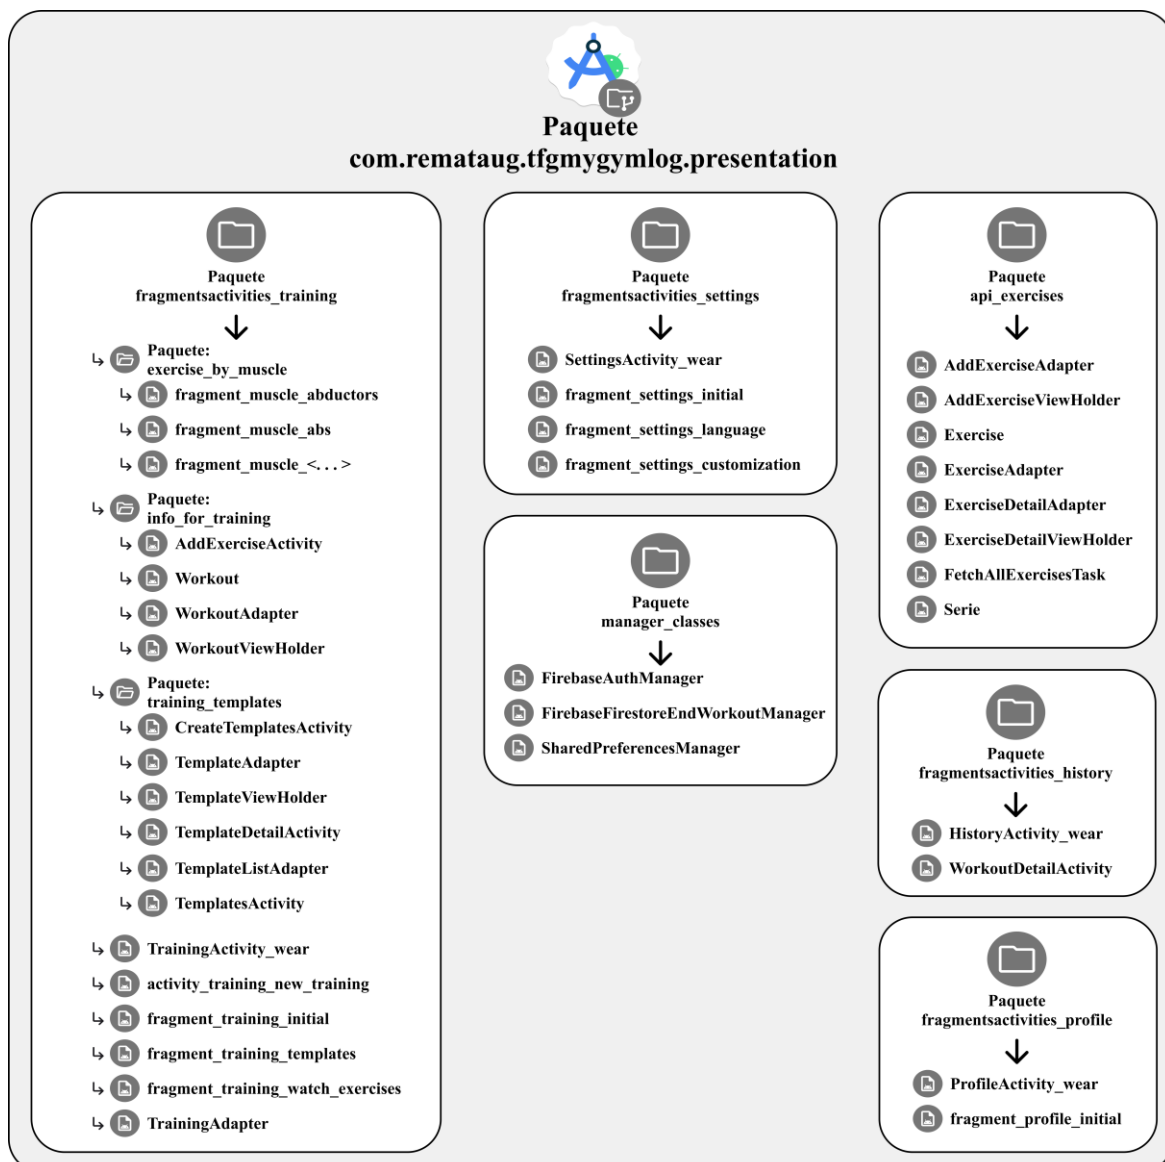 Paquete
com.remataug.tfgmygymlog.presentation
Paquete
fragmentsactivities_training
Paquete:
exercise_by_muscle
fragment_muscle_abductors
fragment_muscle_abs
fragment_muscle_<...>
Paquete:
info_for_training
AddExerciseActivity
Workout
WorkoutAdapter
WorkoutViewHolder
Paquete:
training_templates
CreateTemplatesActivity
TemplateAdapter
TemplateViewHolder
TemplateDetailActivity
TemplateListAdapter
TemplatesActivity
TrainingActivity_wear
activity_training_new_training
fragment_training_initial
fragment_training_templates
fragment_training_watch_exercises
TrainingAdapter
Paquete
fragmentsactivities_settings
SettingsActivity_wear
fragment_settings_initial
fragment_settings_language
fragment_settings_customization
Paquete
manager_classes
FirebaseAuthManager
FirebaseFirestoreEndWorkoutManager
SharedPreferencesManager
Paquete
api_exercises
AddExerciseAdapter
AddExerciseViewHolder
Exercise
ExerciseAdapter
ExerciseDetailAdapter
ExerciseDetailViewHolder
FetchAllExercisesTask
Serie
Paquete
fragmentsactivities_history
HistoryActivity_wear
WorkoutDetailActivity
Paquete
fragmentsactivities_profile
ProfileActivity_wear
fragment_profile_initial